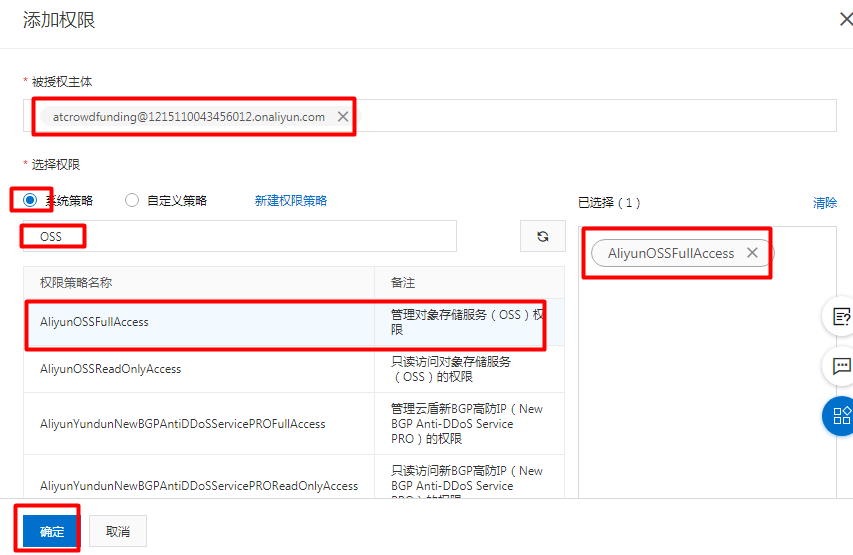 添加权限
* 被授权主体
atcrowdfunding@1215110043456012.onaliyun.com
* 选择权限
系统策略 自定义策略 新建权限策略
已选择（1） 清除
OSS
AliyunOSSFullAccess
权限策略名称 备注
AliyunOSSFullAccess
管理对象存储服务（OSS）权
限
AliyunOSSReadOnlyAccess
只读访问对象存储服务
（OSS）的权限
AliyunYundunNewBGPAntiDDoSServicePROFullAccess
管理云盾新BGP高防IP（New
BGP Anti-DDoS Service
PRO）的权限
AliyunYundunNewBGPAntiDDoSServicePROReadOnlyAccess
只读访问新BGP高防IP（New
BGP Anti-DDoS Service
PRO）的权限
确定 取消